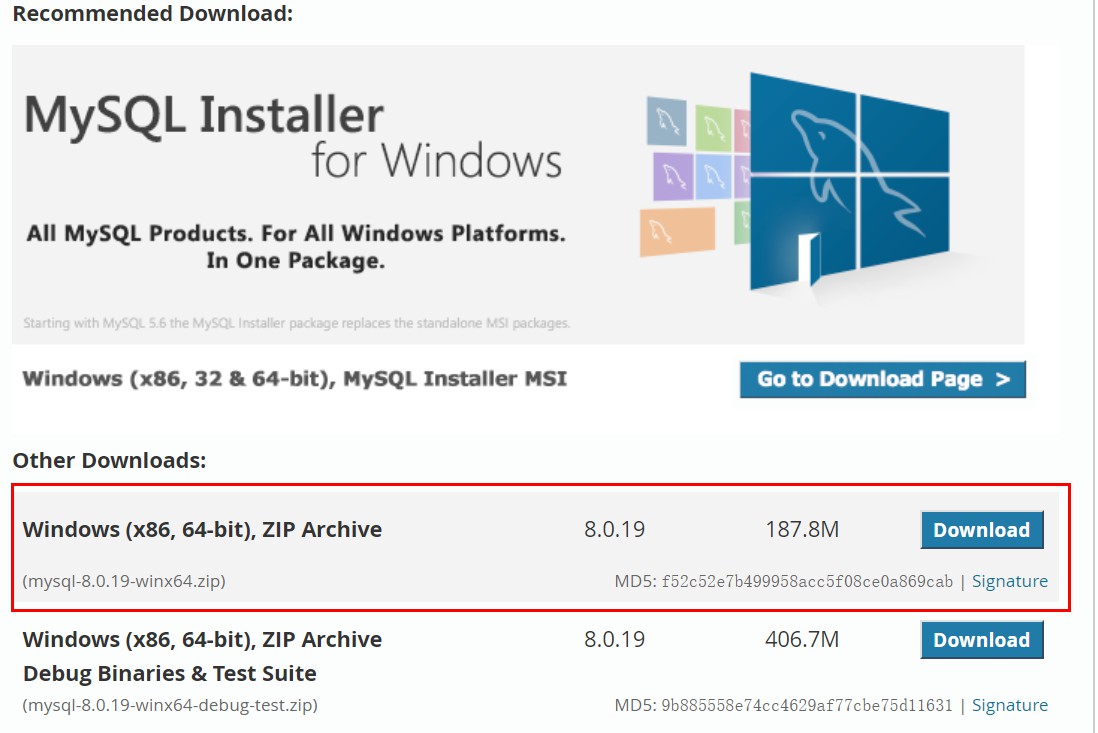 Recommended Download:
MySQL Installer
for Windows
All MySQL Products. For All Windows Platforms.
In One Package.
Starting with MySQL 5.6 the MySQL Installer package replaces the standalone MSI packages.
Windows (x86, 32 & 64-bit), MySQL Installer MSI
Go to Download Page >
Other Downloads:
Windows (x86, 64-bit), ZIP Archive 8.0.19 187.8M Download
(mysql-8.0.19-winx64.zip) MD5: f52c52e7b499958acc5f08ce0a869cab | Signature
Windows (x86, 64-bit), ZIP Archive 8.0.19 406.7M Download
Debug Binaries & Test Suite
(mysql-8.0.19-winx64-debug-test.zip) MD5: 9b885558e74cc4629af77cbe75d11631 | Signature